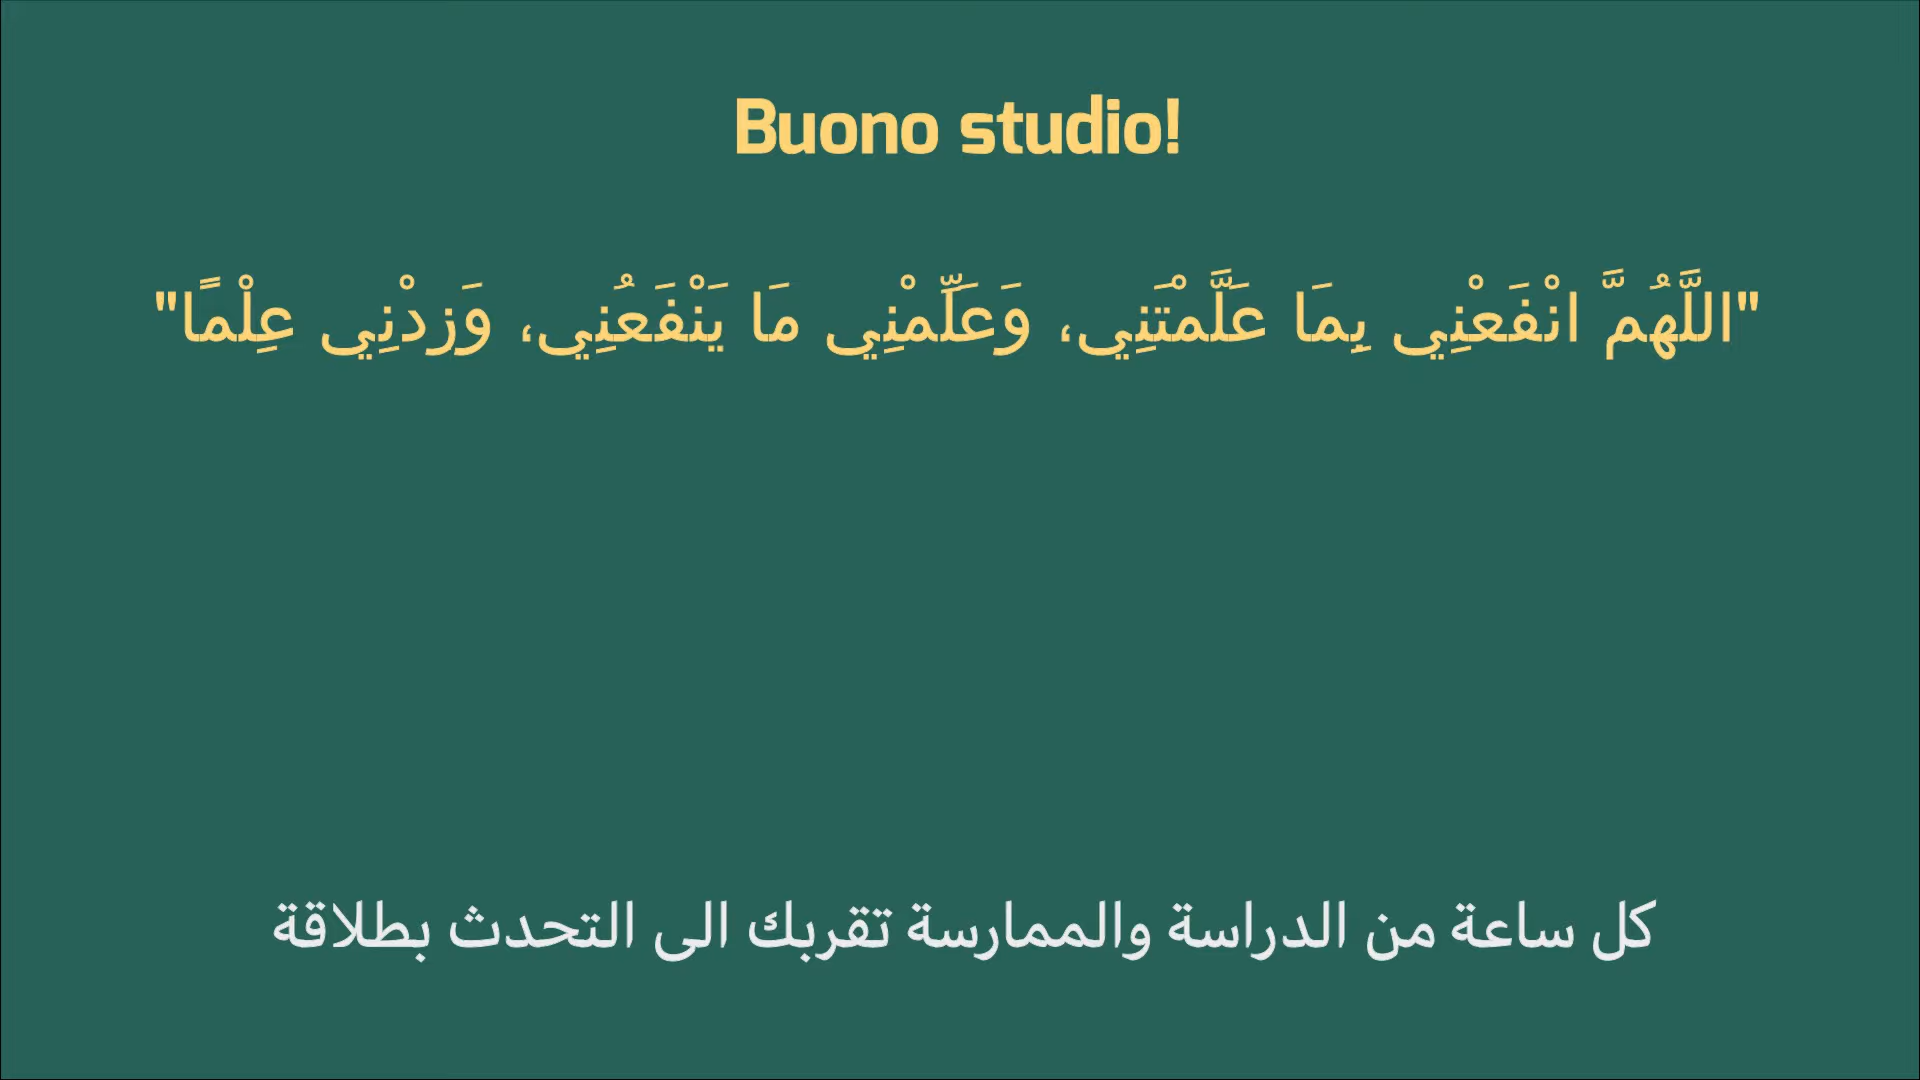 Buono studio!
"اللَّهُمَّ انْفَعْنِي بِمَا عَلَّمْتَنِي، وَعَلِّمْنِي مَا يَنْفَعُنِي، وَزِدْنِي عِلْمًا"
كل ساعة من الدراسة والممارسة تقربك الى التحدث بطلاقة